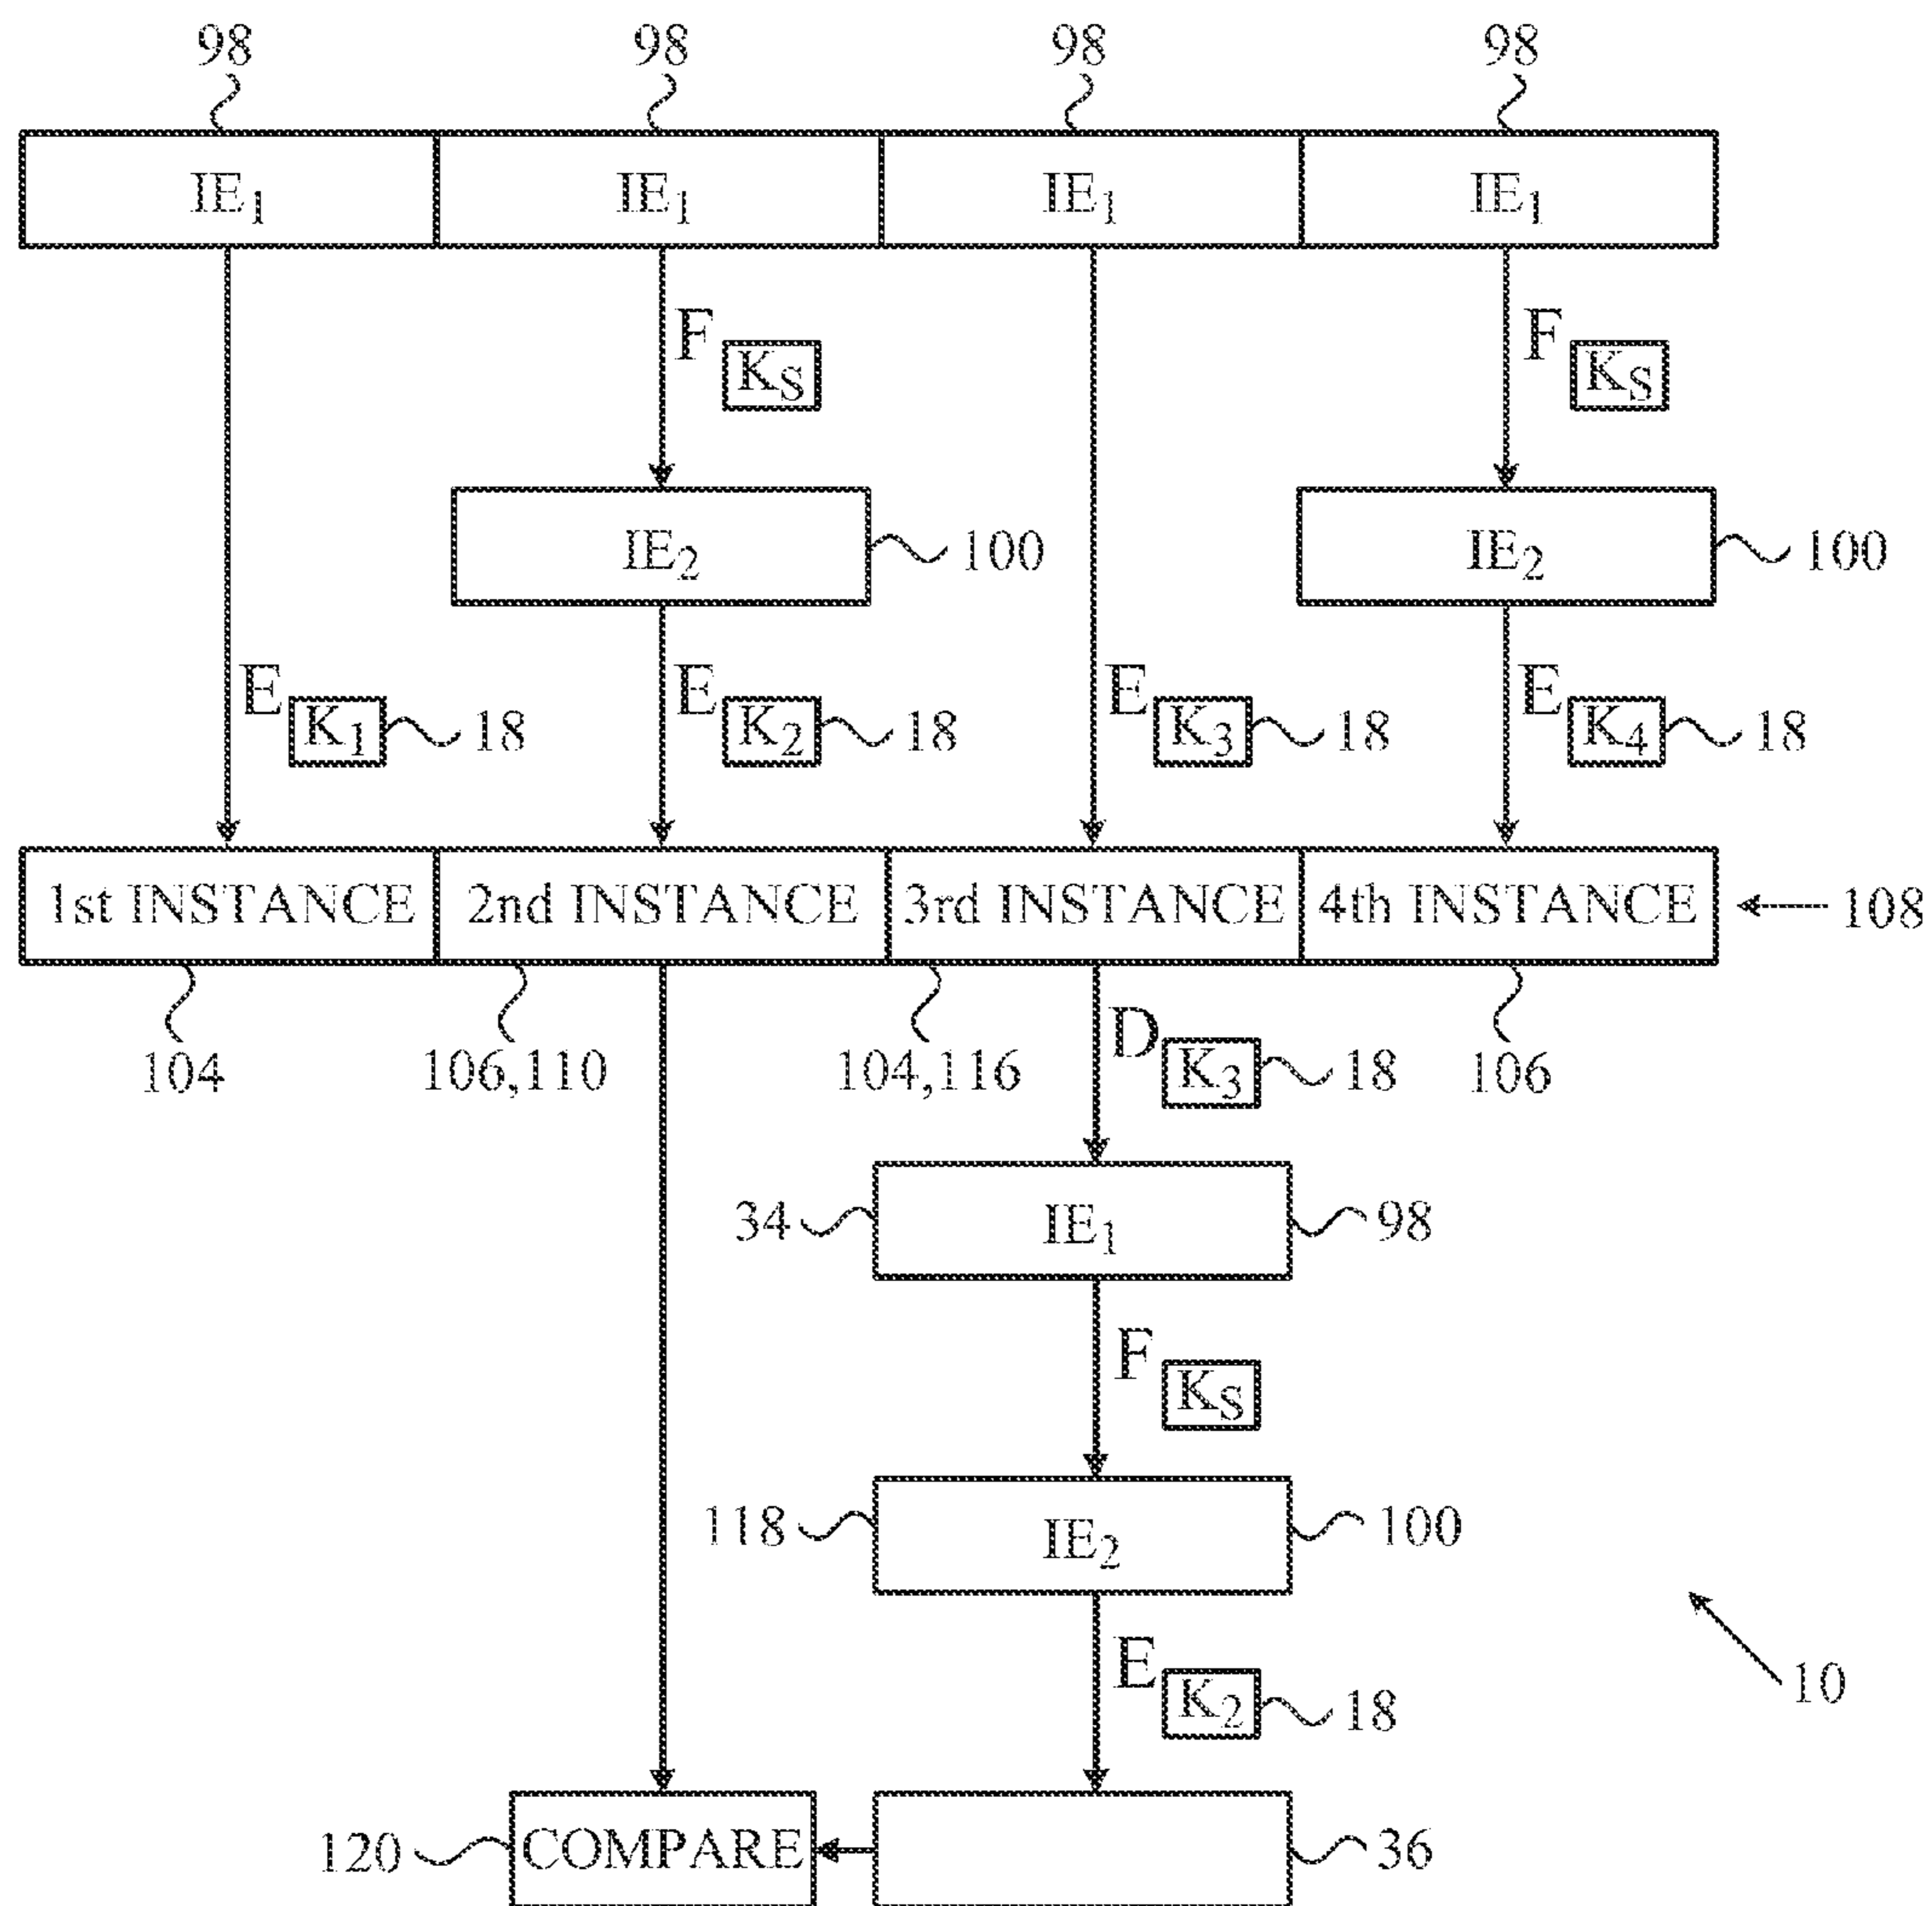 98 98 98 98
IE1 IE1 IE1 IE1
F KS F KS
IE2 100 IE2 100
E K1 18 E K2 18 E K3 18 E K4 18
1st INSTANCE 2nd INSTANCE 3rd INSTANCE 4th INSTANCE 108
104 106,110 104,116 D K3 18 106
34 IE1 98
F KS
118 IE2 100
E K2 18
10
120 COMPARE 36